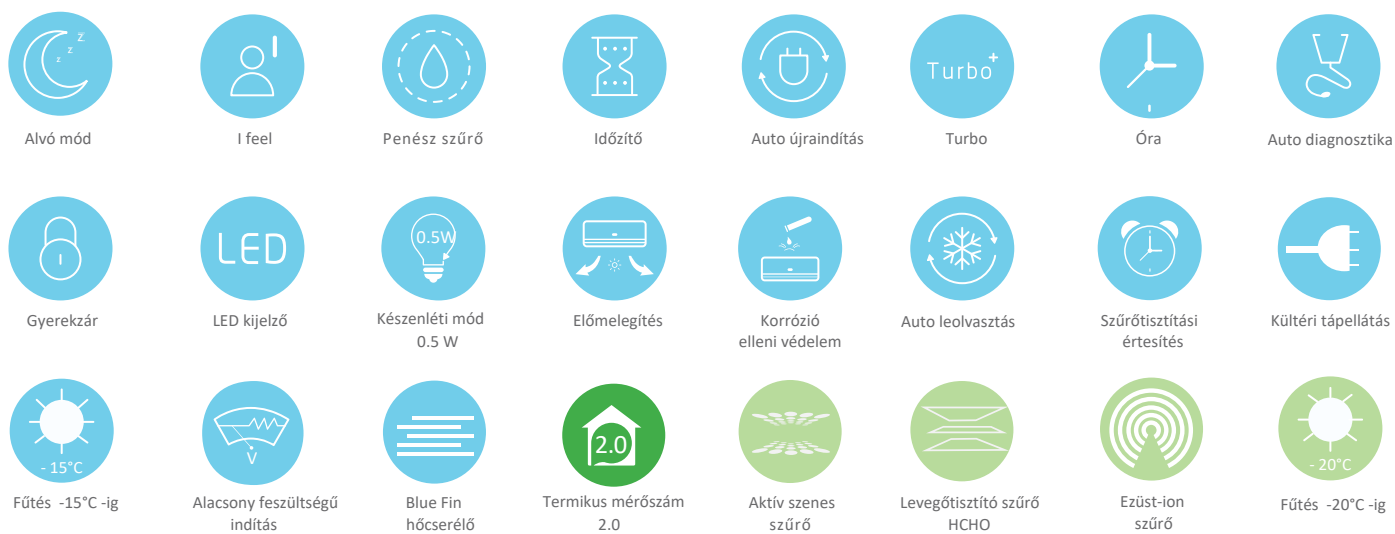 z
z
z
Turbo+
Alvó mód
I feel
Penész szűrő
Időzítő
Auto újraindítás
Turbo
Óra
Auto diagnosztika
LED
0.5W
Gyerekzár
LED kijelző
Készenléti mód
0.5 W
Előmelegítés
Korrózió
elleni védelem
Auto leolvasztás
Szűrőtisztítási
értesítés
Kültéri tápellátás
- 15°C
V
2.0
- 20°C
Fűtés -15°C -ig
Alacsony feszültségű
indítás
Blue Fin
hőcserélő
Termikus mérőszám
2.0
Aktív szenes
szűrő
Levegőtisztító szűrő
HCHO
Ezüst-ion
szűrő
Fűtés -20°C -ig